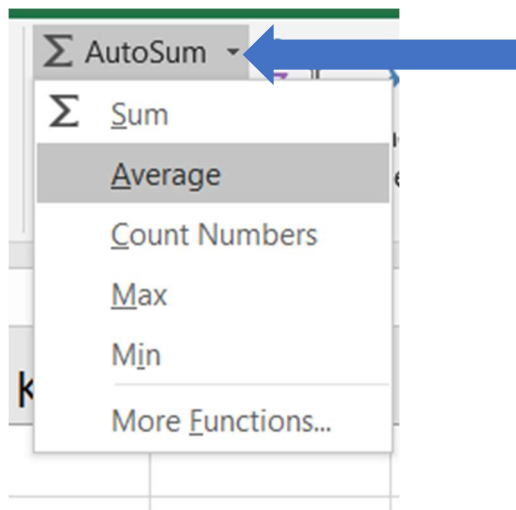 Σ AutoSum
Σ Sum
Average
Count Numbers
Max
Min
K
More Functions...